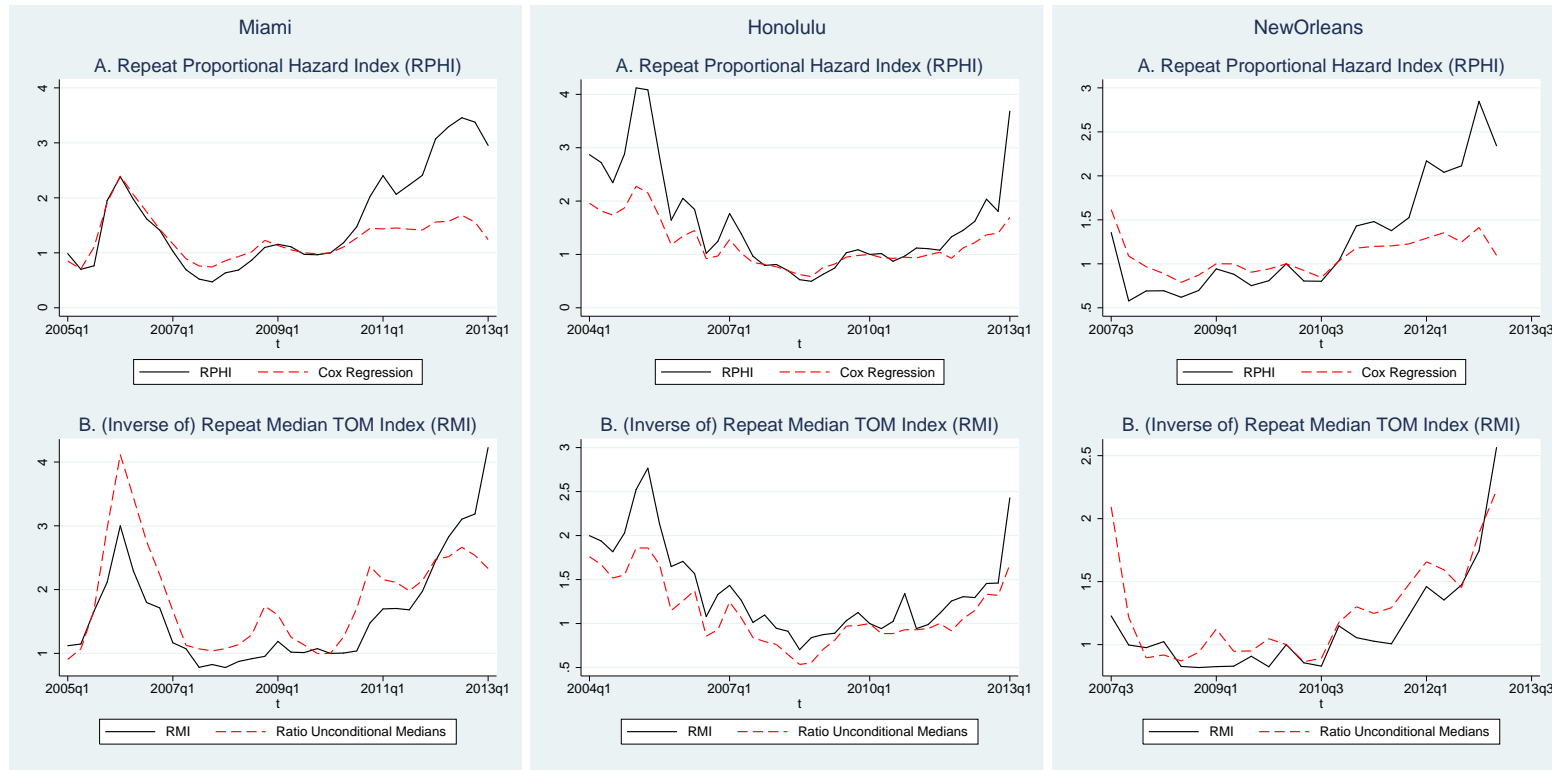 Miami
A. Repeat Proportional Hazard Index (RPHI)
4
3
2
1
0
2005q1 2007q1 2009q1 2011q1 2013q1
t
RPHI Cox Regression
B. (Inverse of) Repeat Median TOM Index (RMI)
4
3
2
1
2005q1 2007q1 2009q1 2011q1 2013q1
t
RMI Ratio Unconditional Medians
Honolulu
A. Repeat Proportional Hazard Index (RPHI)
4
3
2
1
0
2004q1 2007q1 2010q1 2013q1
t
RPHI Cox Regression
B. (Inverse of) Repeat Median TOM Index (RMI)
3
2.5
2
1.5
1
.5
2004q1 2007q1 2010q1 2013q1
t
RMI Ratio Unconditional Medians
NewOrleans
A. Repeat Proportional Hazard Index (RPHI)
3
2.5
2
1.5
1
.5
2007q3 2009q1 2010q3 2012q1 2013q3
t
RPHI Cox Regression
B. (Inverse of) Repeat Median TOM Index (RMI)
2.5
2
1.5
1
2007q3 2009q1 2010q3 2012q1 2013q3
t
RMI Ratio Unconditional Medians